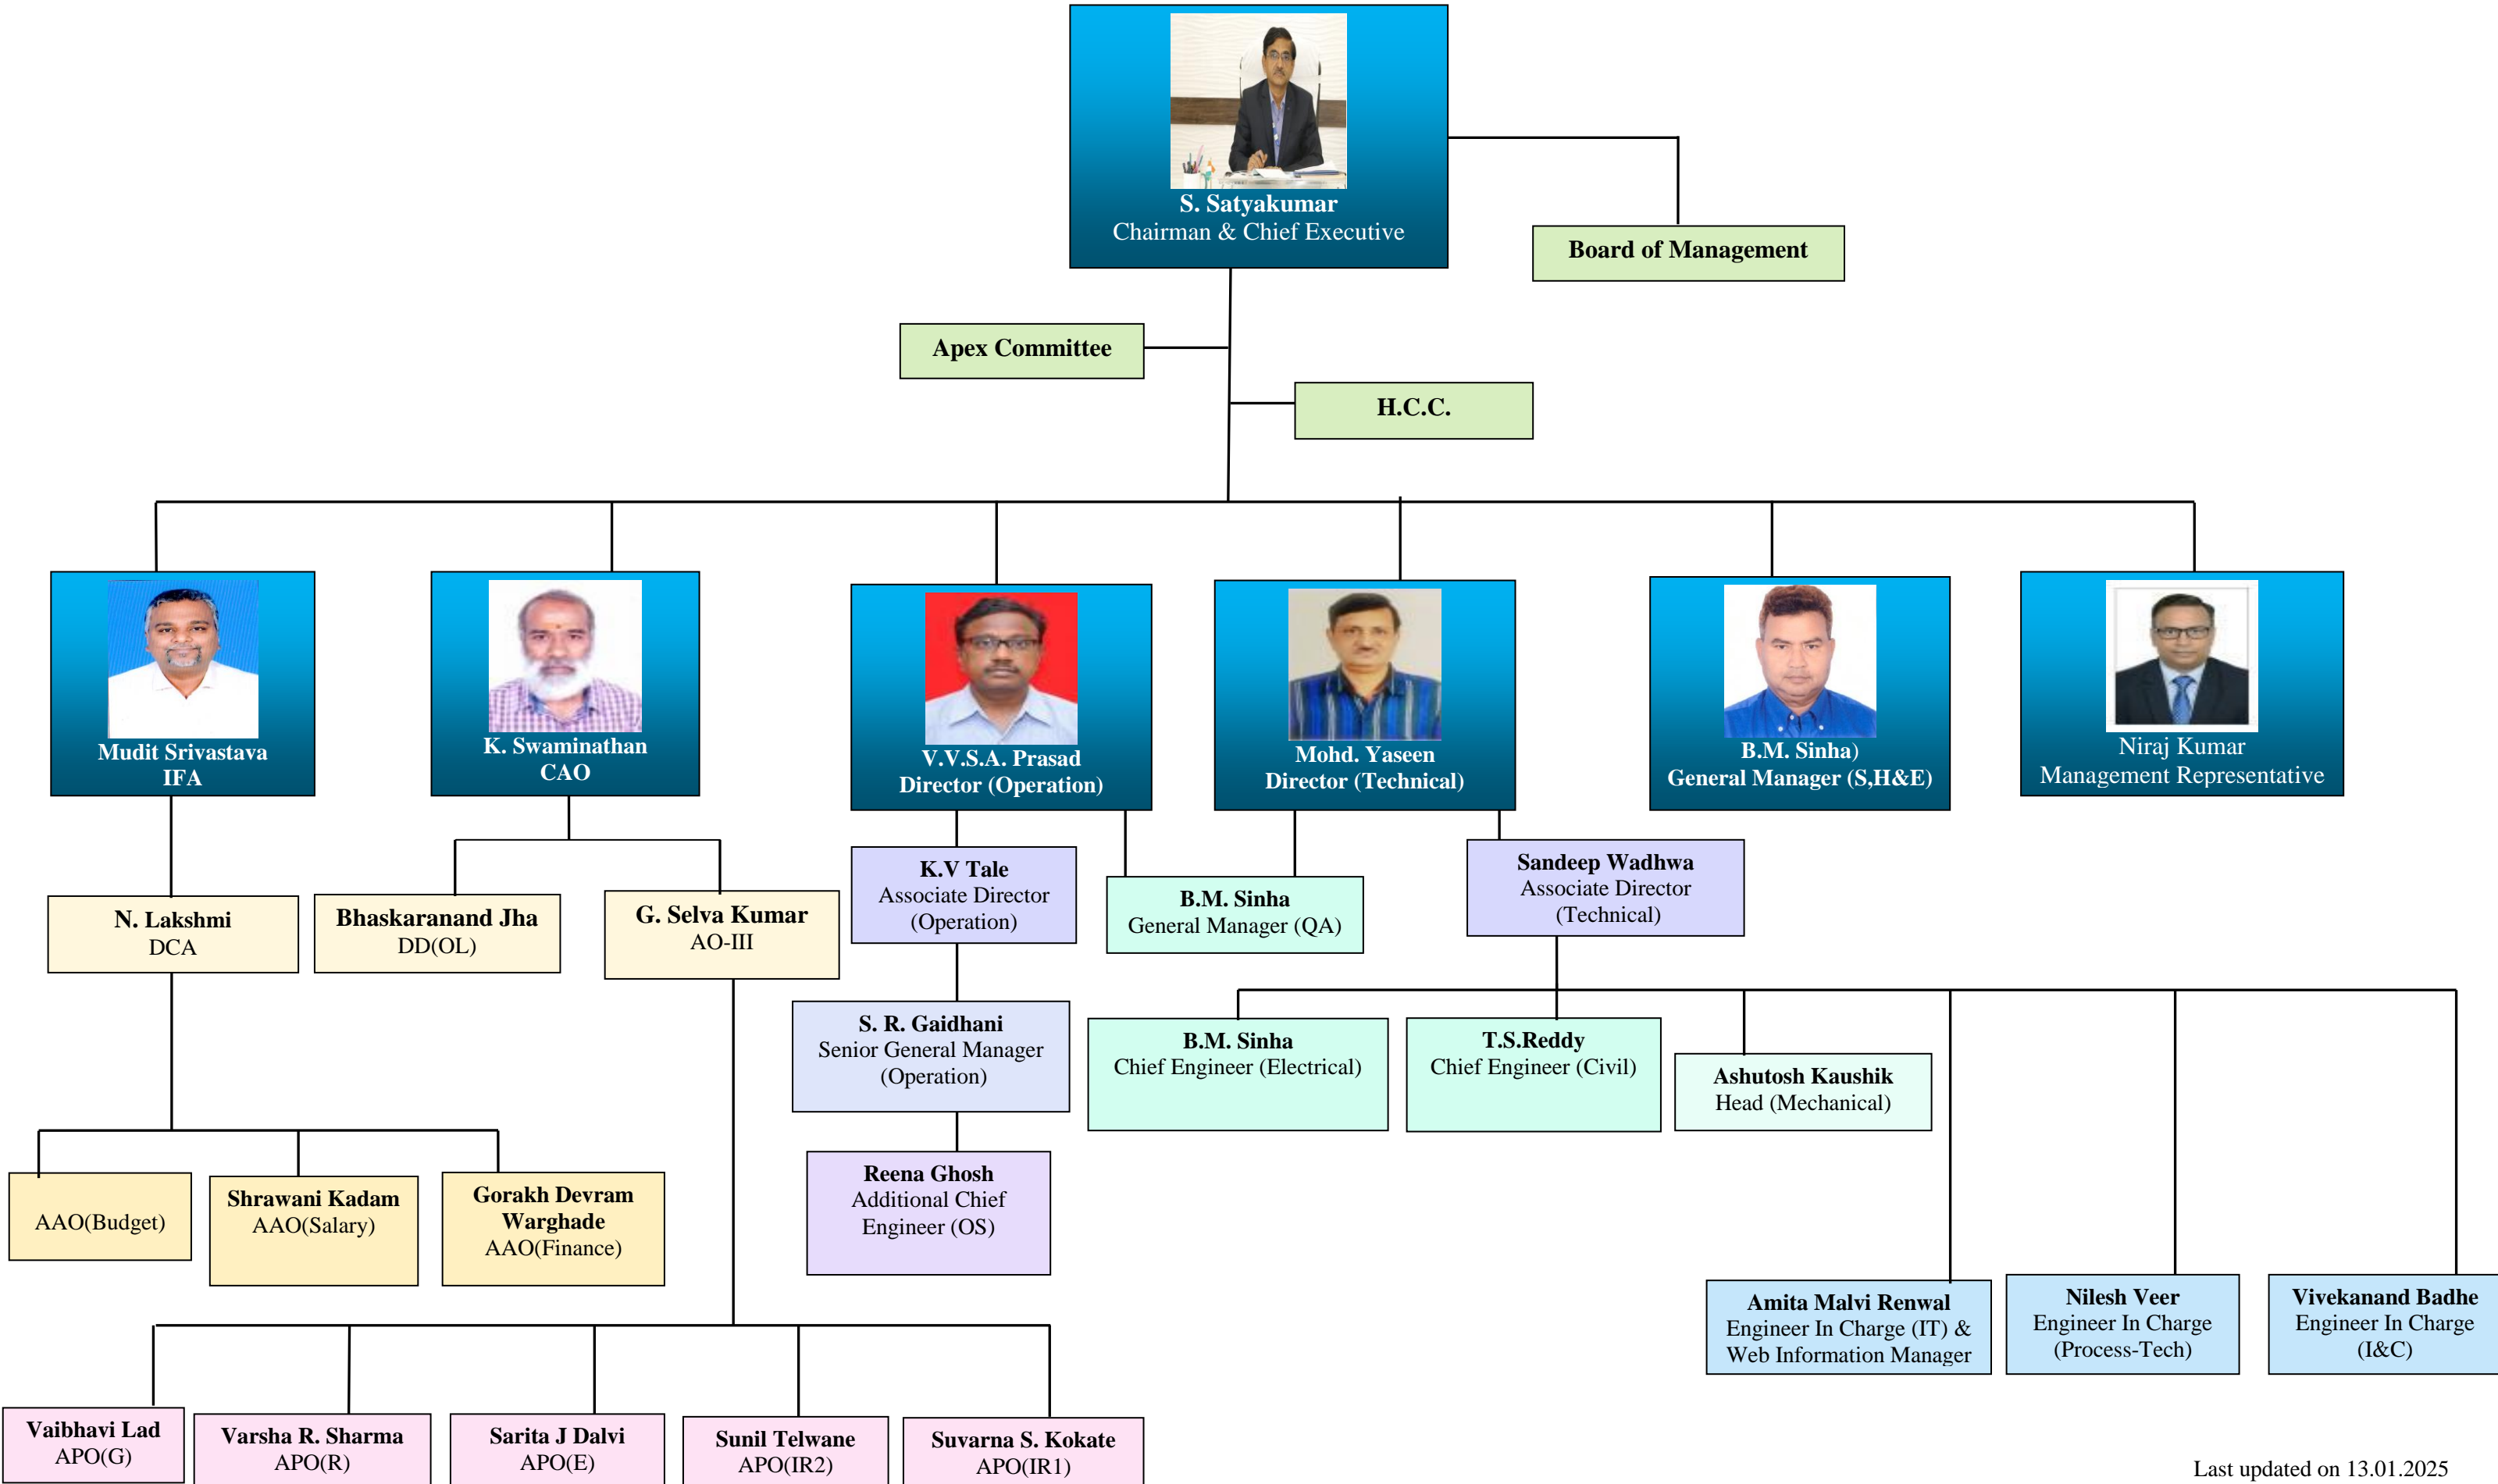 S. Satyakumar
Chairman & Chief Executive
Board of Management
Apex Committee
H.C.C.
Mudit Srivastava
IFA
K. Swaminathan
CAO
V.V.S.A. Prasad
Director (Operation)
Mohd. Yaseen
Director (Technical)
B.M. Sinha)
General Manager (S,H&E)
Niraj Kumar
Management Representative
N. Lakshmi
DCA
Bhaskaranand Jha
DD(OL)
G. Selva Kumar
AO-III
K.V Tale
Associate Director
(Operation)
B.M. Sinha
General Manager (QA)
Sandeep Wadhwa
Associate Director
(Technical)
S. R. Gaidhani
Senior General Manager
(Operation)
B.M. Sinha
Chief Engineer (Electrical)
T.S.Reddy
Chief Engineer (Civil)
Ashutosh Kaushik
Head (Mechanical)
AAO(Budget)
Shrawani Kadam
AAO(Salary)
Gorakh Devram
Warghade
AAO(Finance)
Reena Ghosh
Additional Chief
Engineer (OS)
Amita Malvi Renwal
Engineer In Charge (IT) &
Web Information Manager
Nilesh Veer
Engineer In Charge
(Process-Tech)
Vivekanand Badhe
Engineer In Charge
(I&C)
Vaibhavi Lad
APO(G)
Varsha R. Sharma
APO(R)
Sarita J Dalvi
APO(E)
Sunil Telwane
APO(IR2)
Suvarna S. Kokate
APO(IR1)
Last updated on 13.01.2025